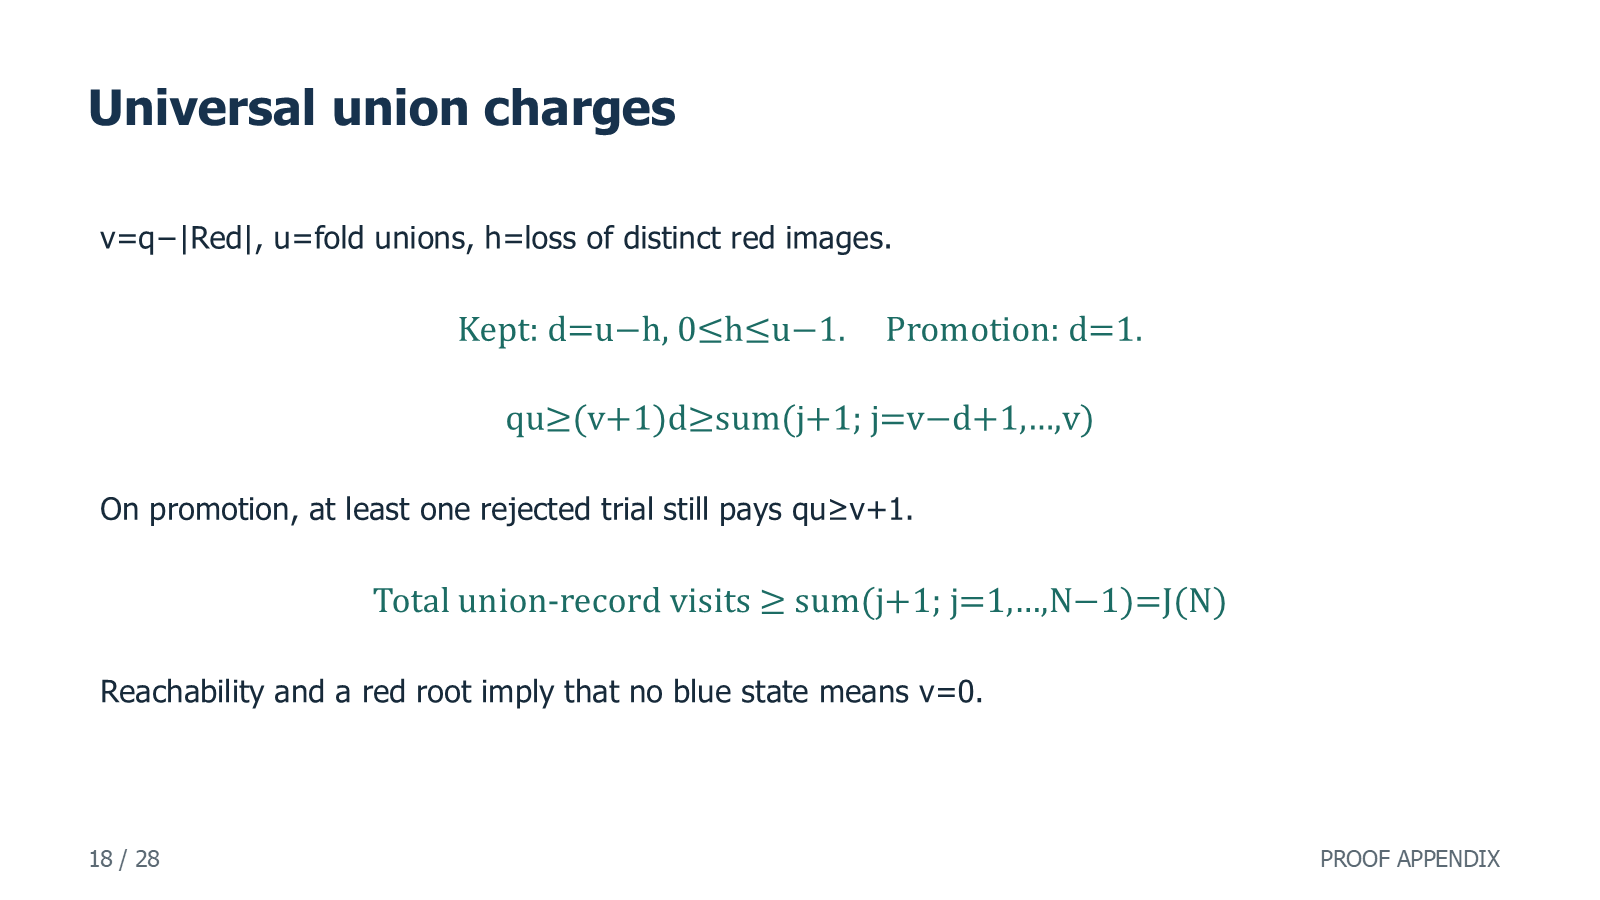 Universal union charges
v=q−|Red|, u=fold unions, h=loss of distinct red images.
Kept: d=u−h, 0≤h≤u−1. Promotion: d=1.
qu≥(v+1)d≥sum(j+1; j=v−d+1,...,v)
On promotion, at least one rejected trial still pays qu≥v+1.
Total union-record visits ≥ sum(j+1; j=1,...,N−1)=J(N)
Reachability and a red root imply that no blue state means v=0.
18 / 28
PROOF APPENDIX